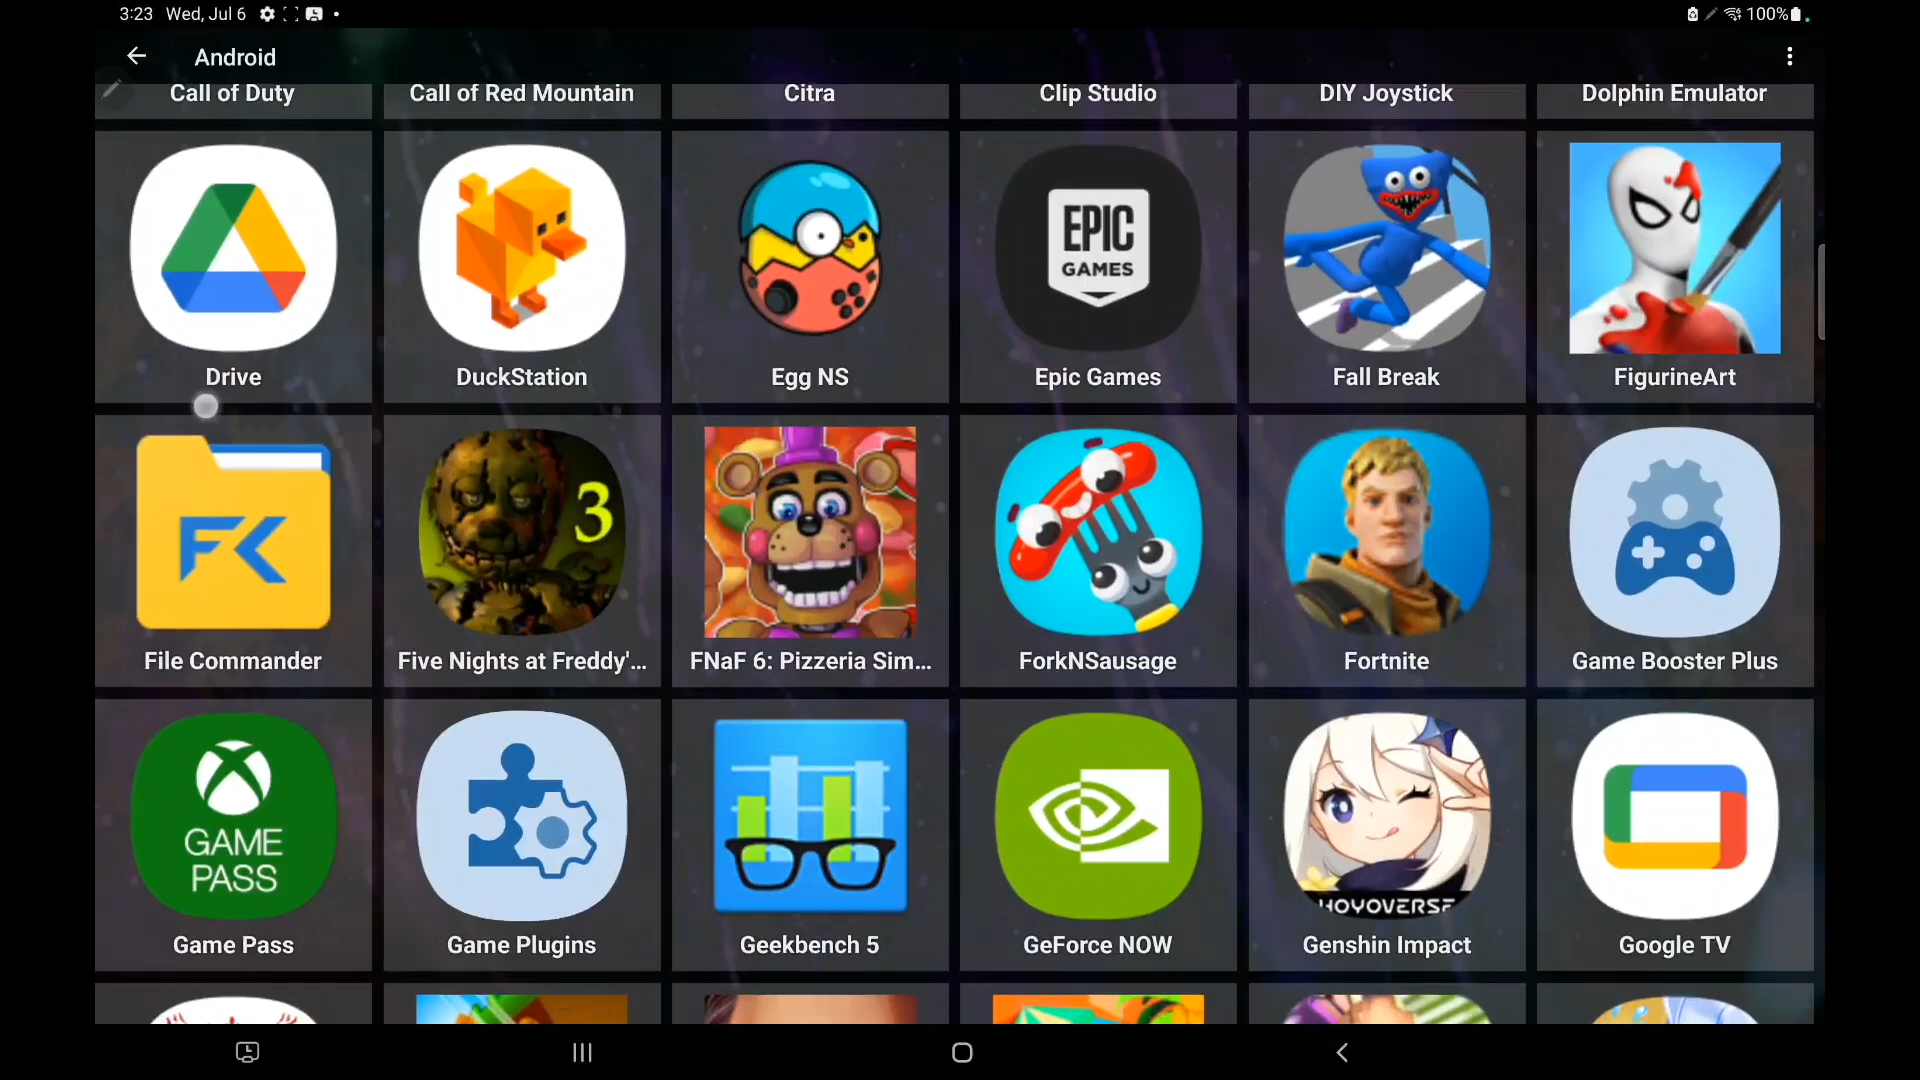 3:23 Wed, Jul 6 100%
Android
Call of Duty Call of Red Mountain Citra Clip Studio DIY Joystick Dolphin Emulator
EPIC
GAMES
Drive DuckStation Egg NS Epic Games Fall Break FigurineArt
FK 3
File Commander Five Nights at Freddy'... FNaF 6: Pizzeria Sim... ForkNSausage Fortnite Game Booster Plus
GAME
PASS
HOYOVERSE
Game Pass Game Plugins Geekbench 5 GeForce NOW Genshin Impact Google TV